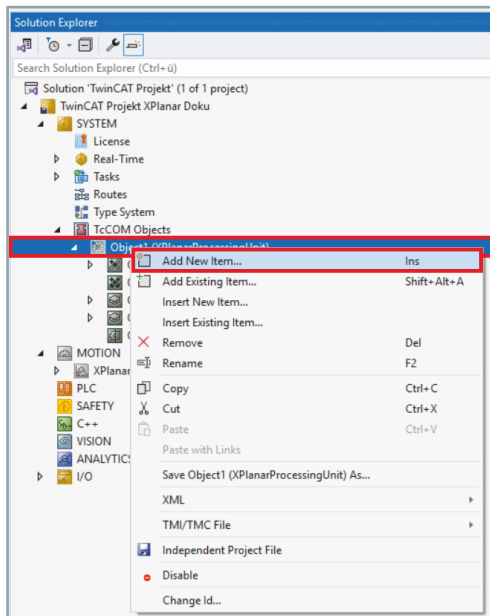 Solution Explorer
Search Solution Explorer (Ctrl+ü)
Solution 'TwinCAT Projekt' (1 of 1 project)
TwinCAT Projekt XPlanar Doku
SYSTEM
License
Real-Time
Tasks
Routes
Type System
TcCOM Objects
Object1 (XPlanarProcessingUnit)
Add New Item... Ins
Add Existing Item... Shift+Alt+A
Insert New Item...
Insert Existing Item...
Remove Del
MOTION
Rename F2
XPlanar
PLC
Copy Ctrl+C
SAFETY
Cut Ctrl+X
C++
Paste Ctrl+V
VISION
Paste with Links
ANALYTICS
I/O
Save Object1 (XPlanarProcessingUnit) As...
XML
TMI/TMC File
Independent Project File
Disable
Change Id...